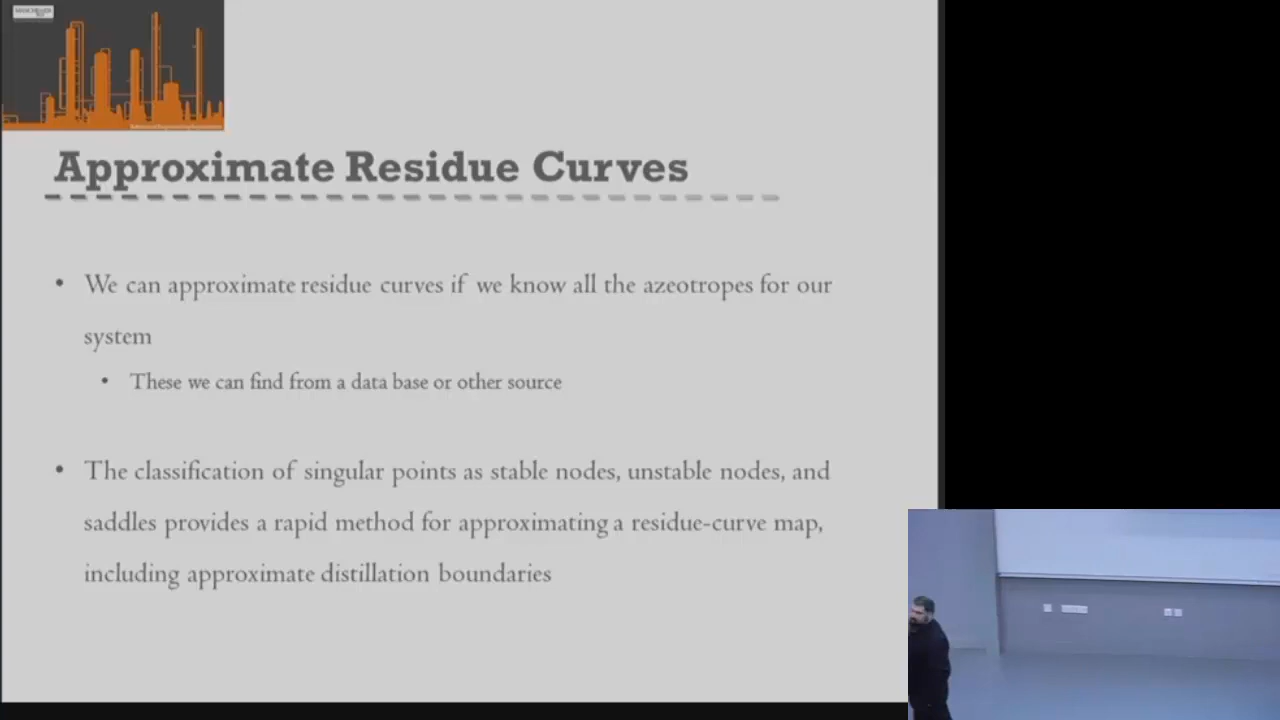 Approximate Residue Curves
• We can approximate residue curves if we know all the azeotropes for our
system
• These we can find from a data base or other source
• The classification of singular points as stable nodes, unstable nodes, and
saddles provides a rapid method for approximating a residue-curve map,
including approximate distillation boundaries